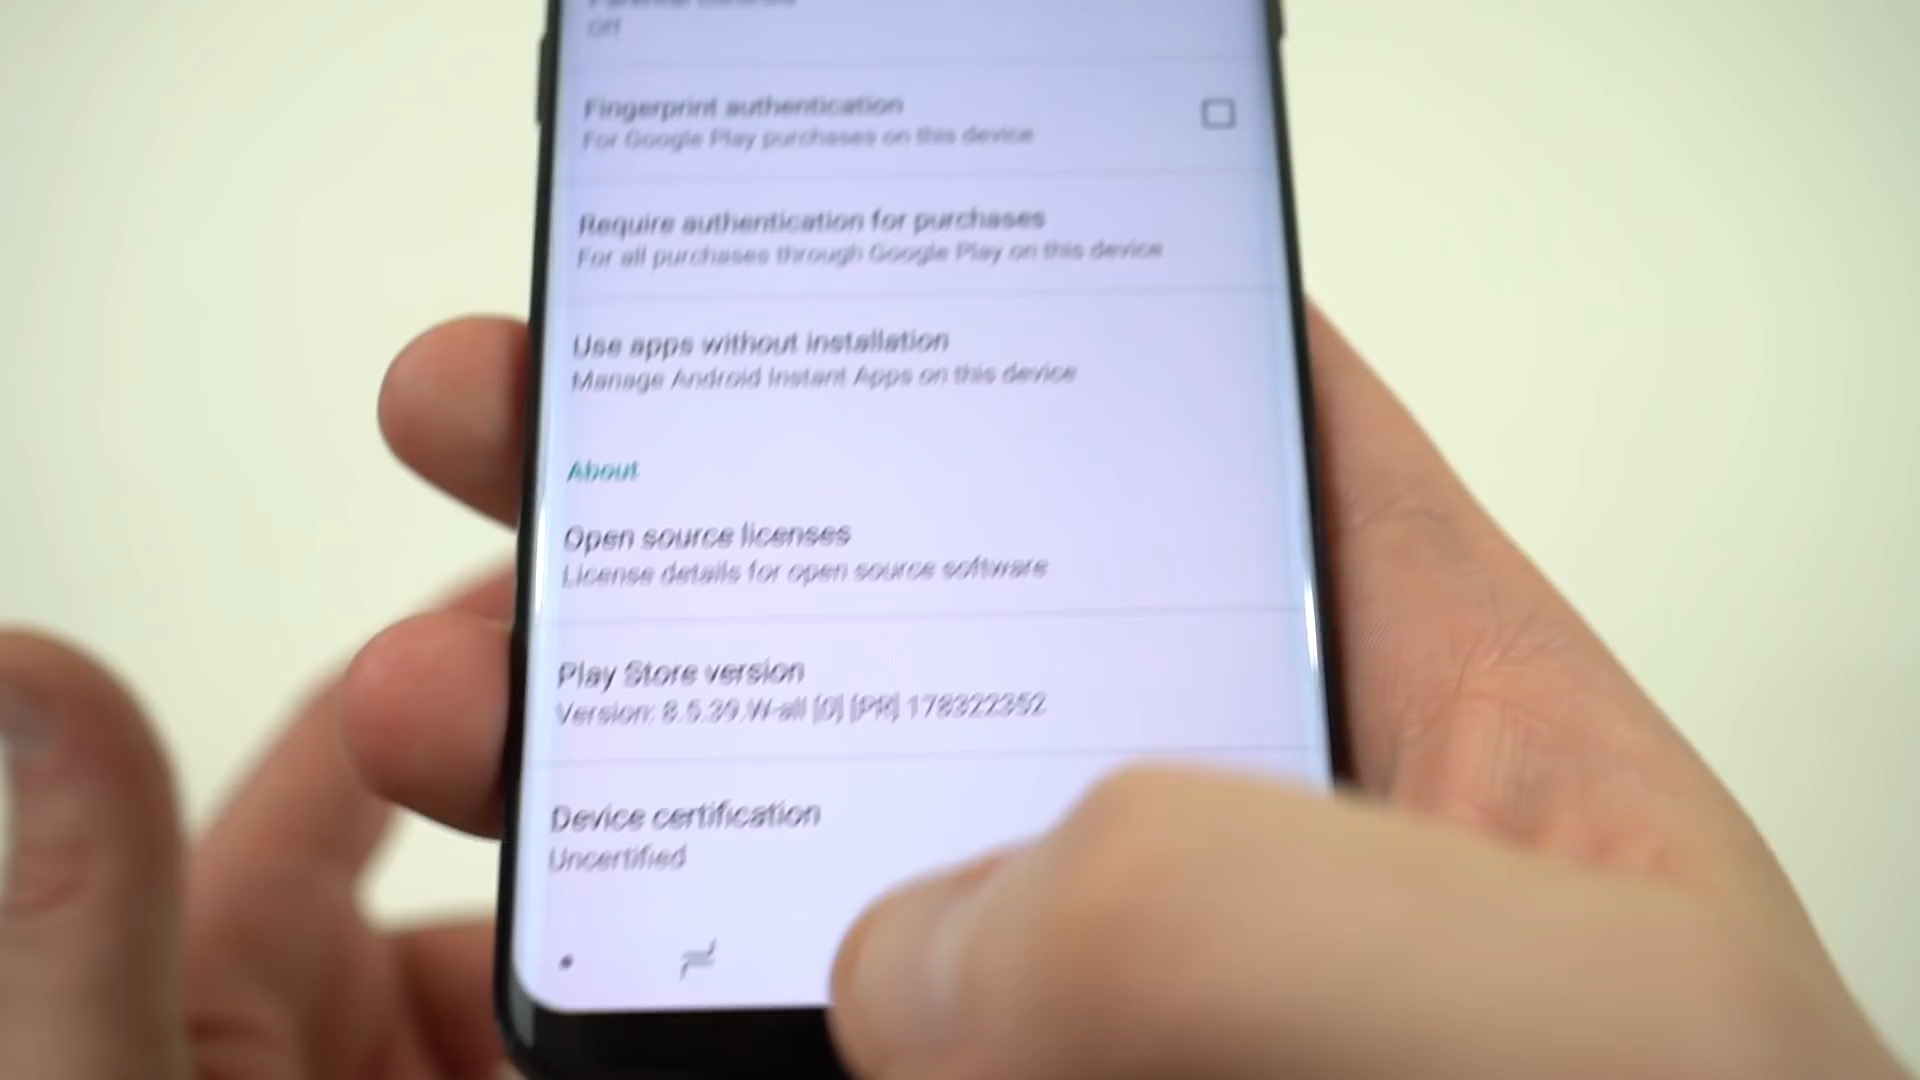 Off
Fingerprint authentication
For Google Play purchases on this device
Require authentication for purchases
For all purchases through Google Play on this device
Use apps without installation
Manage Android Instant Apps on this device
About
Open source licenses
License details for open source software
Play Store version
Version: 8.5.39.W-all [0] [PR] 178322352
Device certification
Uncertified